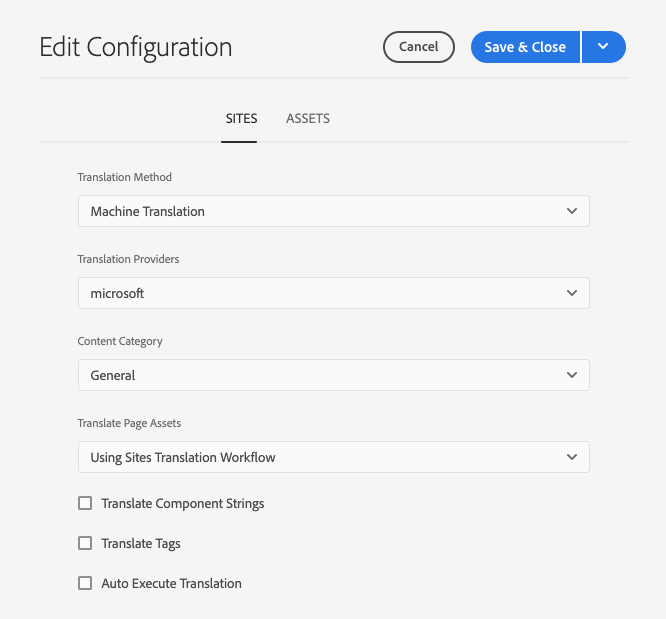 Edit Configuration
Cancel
Save & Close
SITES
ASSETS
Translation Method
Machine Translation
Translation Providers
microsoft
Content Category
General
Translate Page Assets
Using Sites Translation Workflow
Translate Component Strings
Translate Tags
Auto Execute Translation